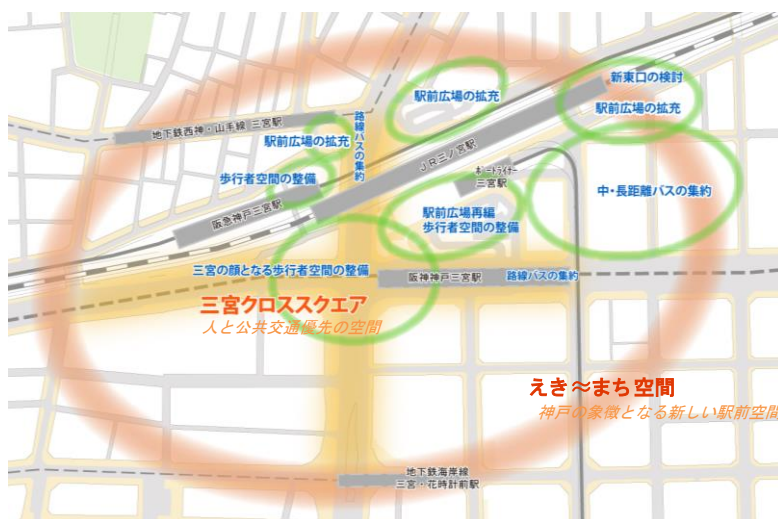 新東口の検討
駅前広場の拡充
駅前広場の拡充
地下鉄西神・山手線 三宮駅
路線バスの集約
駅前広場の拡充
JR三ノ宮駅
ポートライナー
三宮駅
歩行者空間の整備
中・長距離バスの集約
阪急神戸三宮駅
駅前広場再編
歩行者空間の整備
三宮の顔となる歩行者空間の整備
阪神神戸三宮駅
路線バスの集約
三宮クロススクエア
人と公共交通優先の空間
えき≈まち空間
神戸の象徴となる新しい駅前空間
地下鉄海岸線
三宮・花時計前駅